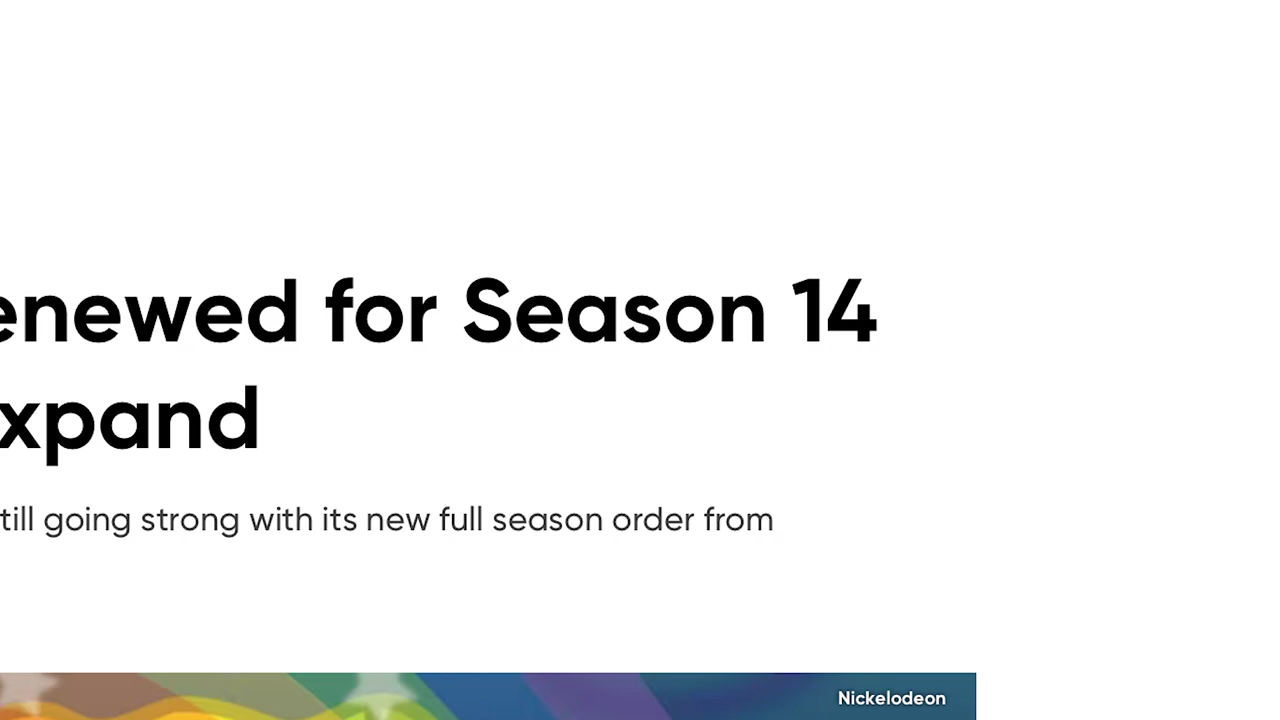 enewed for Season 14
xpand
till going strong with its new full season order from
Nickelodeon